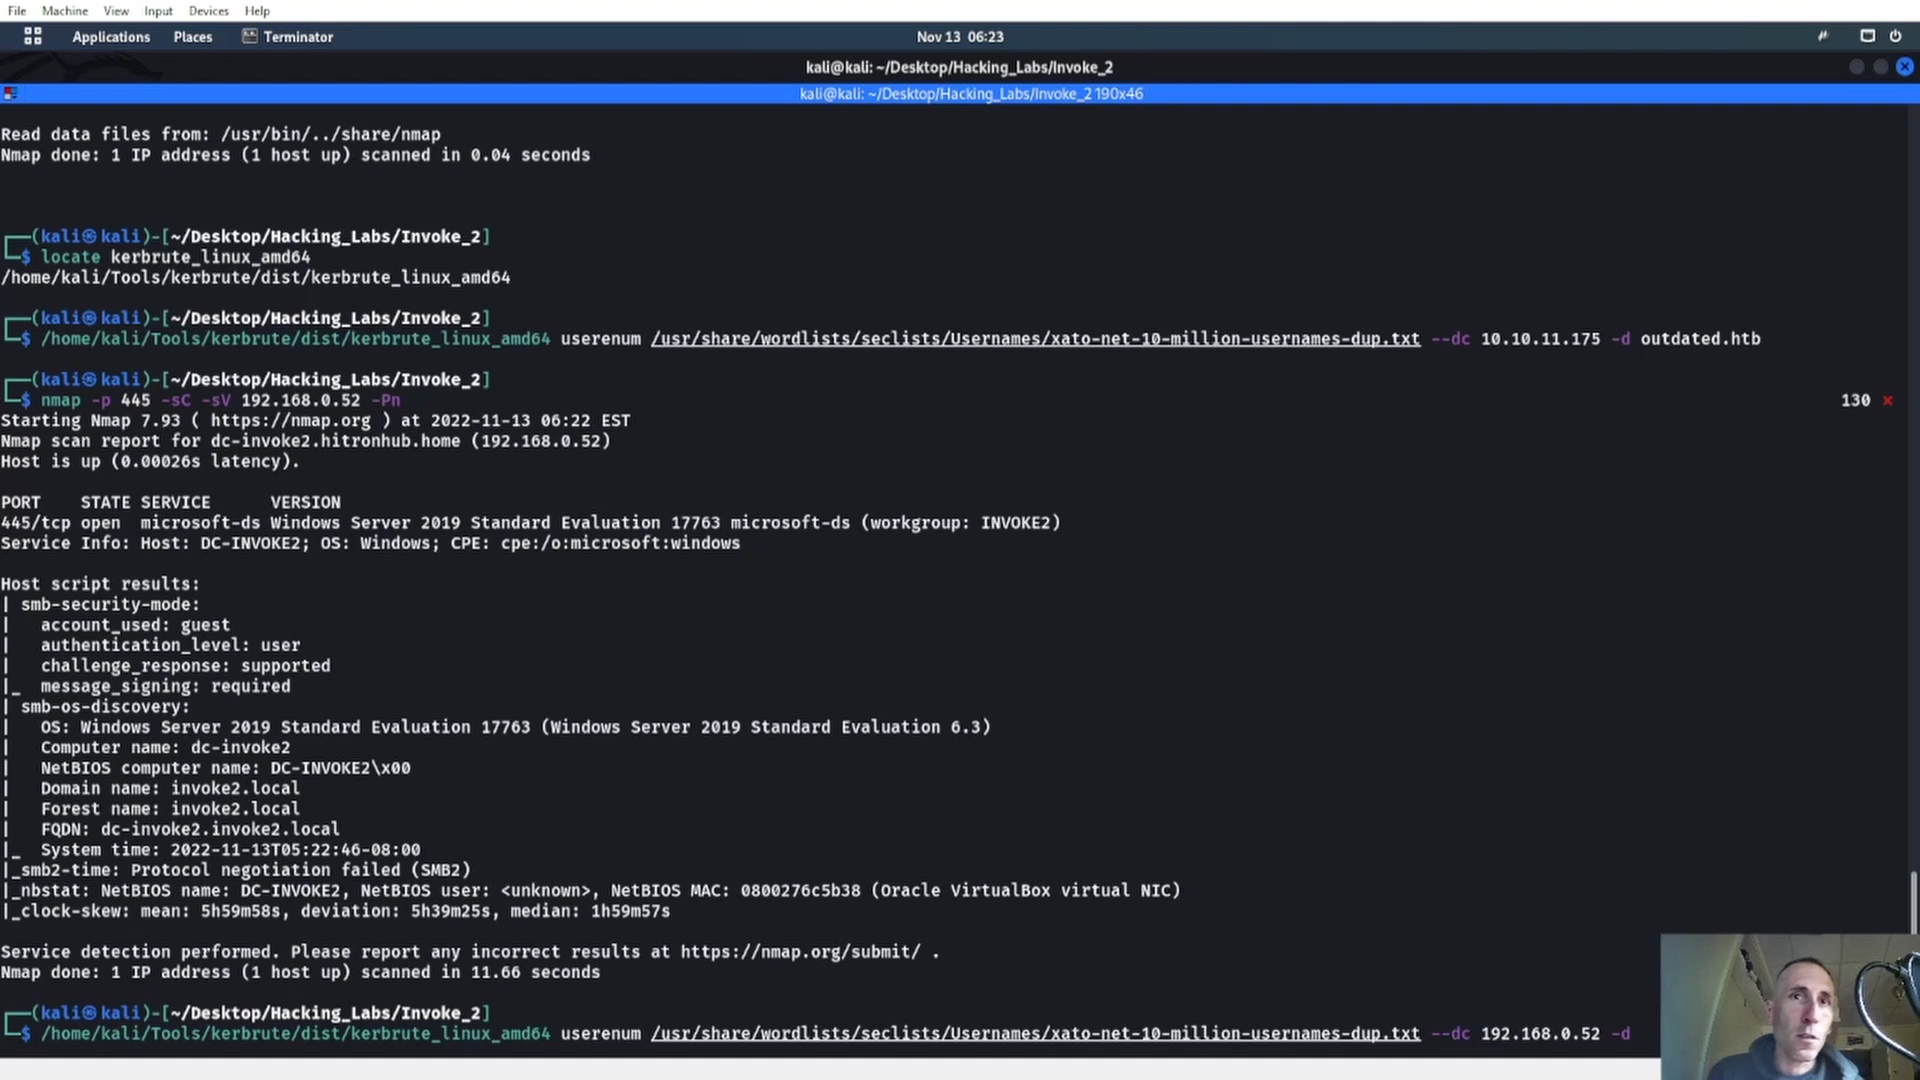 File Machine View Input Devices Help
Applications Places Terminator Nov 13 06:23
kali@kali: ~/Desktop/Hacking_Labs/Invoke_2
kali@kali: ~/Desktop/Hacking_Labs/Invoke_2 190x46
Read data files from: /usr/bin/../share/nmap
Nmap done: 1 IP address (1 host up) scanned in 0.04 seconds
┌──(kali㉿kali)-[~/Desktop/Hacking_Labs/Invoke_2]
└─$ locate kerbrute_linux_amd64
/home/kali/Tools/kerbrute/dist/kerbrute_linux_amd64
┌──(kali㉿kali)-[~/Desktop/Hacking_Labs/Invoke_2]
└─$ /home/kali/Tools/kerbrute/dist/kerbrute_linux_amd64 userenum /usr/share/wordlists/seclists/Usernames/xato-net-10-million-usernames-dup.txt --dc 10.10.11.175 -d outdated.htb
┌──(kali㉿kali)-[~/Desktop/Hacking_Labs/Invoke_2]
└─$ nmap -p 445 -sC -sV 192.168.0.52 -Pn 130 ⨯
Starting Nmap 7.93 ( https://nmap.org ) at 2022-11-13 06:22 EST
Nmap scan report for dc-invoke2.hitronhub.home (192.168.0.52)
Host is up (0.00026s latency).
PORT STATE SERVICE VERSION
445/tcp open microsoft-ds Windows Server 2019 Standard Evaluation 17763 microsoft-ds (workgroup: INVOKE2)
Service Info: Host: DC-INVOKE2; OS: Windows; CPE: cpe:/o:microsoft:windows
Host script results:
| smb-security-mode:
| account_used: guest
| authentication_level: user
| challenge_response: supported
|_ message_signing: required
| smb-os-discovery:
| OS: Windows Server 2019 Standard Evaluation 17763 (Windows Server 2019 Standard Evaluation 6.3)
| Computer name: dc-invoke2
| NetBIOS computer name: DC-INVOKE2\x00
| Domain name: invoke2.local
| Forest name: invoke2.local
| FQDN: dc-invoke2.invoke2.local
|_ System time: 2022-11-13T05:22:46-08:00
|_smb2-time: Protocol negotiation failed (SMB2)
|_nbstat: NetBIOS name: DC-INVOKE2, NetBIOS user: <unknown>, NetBIOS MAC: 0800276c5b38 (Oracle VirtualBox virtual NIC)
|_clock-skew: mean: 5h59m58s, deviation: 5h39m25s, median: 1h59m57s
Service detection performed. Please report any incorrect results at https://nmap.org/submit/ .
Nmap done: 1 IP address (1 host up) scanned in 11.66 seconds
┌──(kali㉿kali)-[~/Desktop/Hacking_Labs/Invoke_2]
└─$ /home/kali/Tools/kerbrute/dist/kerbrute_linux_amd64 userenum /usr/share/wordlists/seclists/Usernames/xato-net-10-million-usernames-dup.txt --dc 192.168.0.52 -d